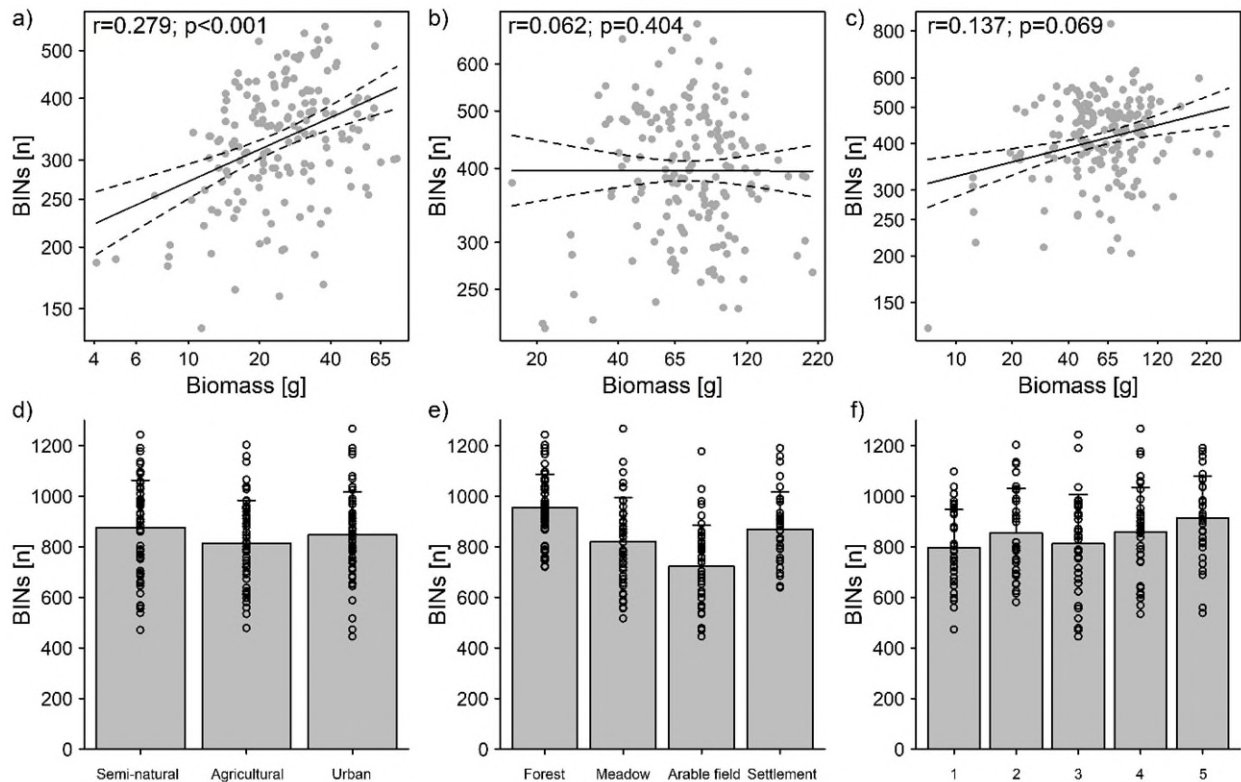 a)
r=0.279; p<0.001
500
400
300
250
200
150
BINs [n]
4 6 10 20 40 65
Biomass [g]
b)
r=0.062; p=0.404
600
500
400
300
250
BINs [n]
20 40 65 120 220
Biomass [g]
c)
r=0.137; p=0.069
800
600
500
400
300
250
150
BINs [n]
10 20 40 65 120 220
Biomass [g]
d)
1200
1000
800
600
400
200
0
BINs [n]
Semi-natural Agricultural Urban
e)
1200
1000
800
600
400
200
0
BINs [n]
Forest Meadow Arable field Settlement
f)
1200
1000
800
600
400
200
0
BINs [n]
1 2 3 4 5